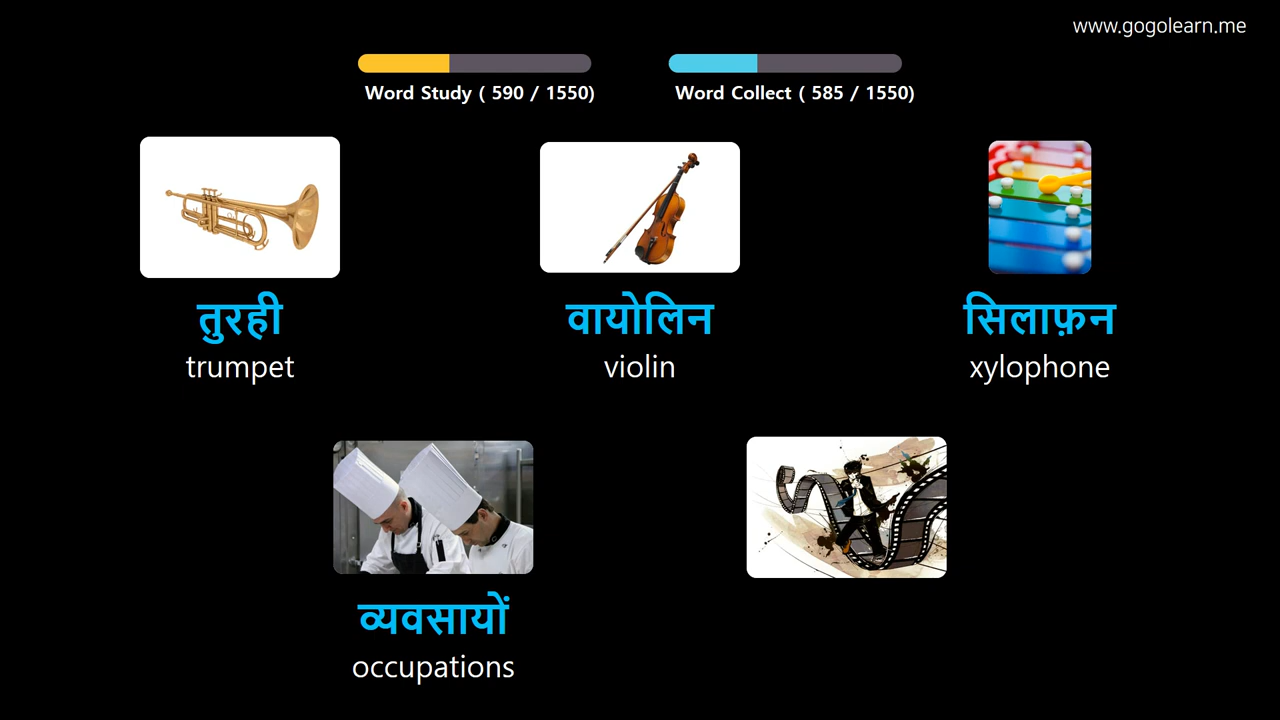 www.gogolearn.me
Word Study ( 590 / 1550)
Word Collect ( 585 / 1550)
तुरही
trumpet
वायोलिन
violin
सिलाफ़न
xylophone
व्यवसायों
occupations